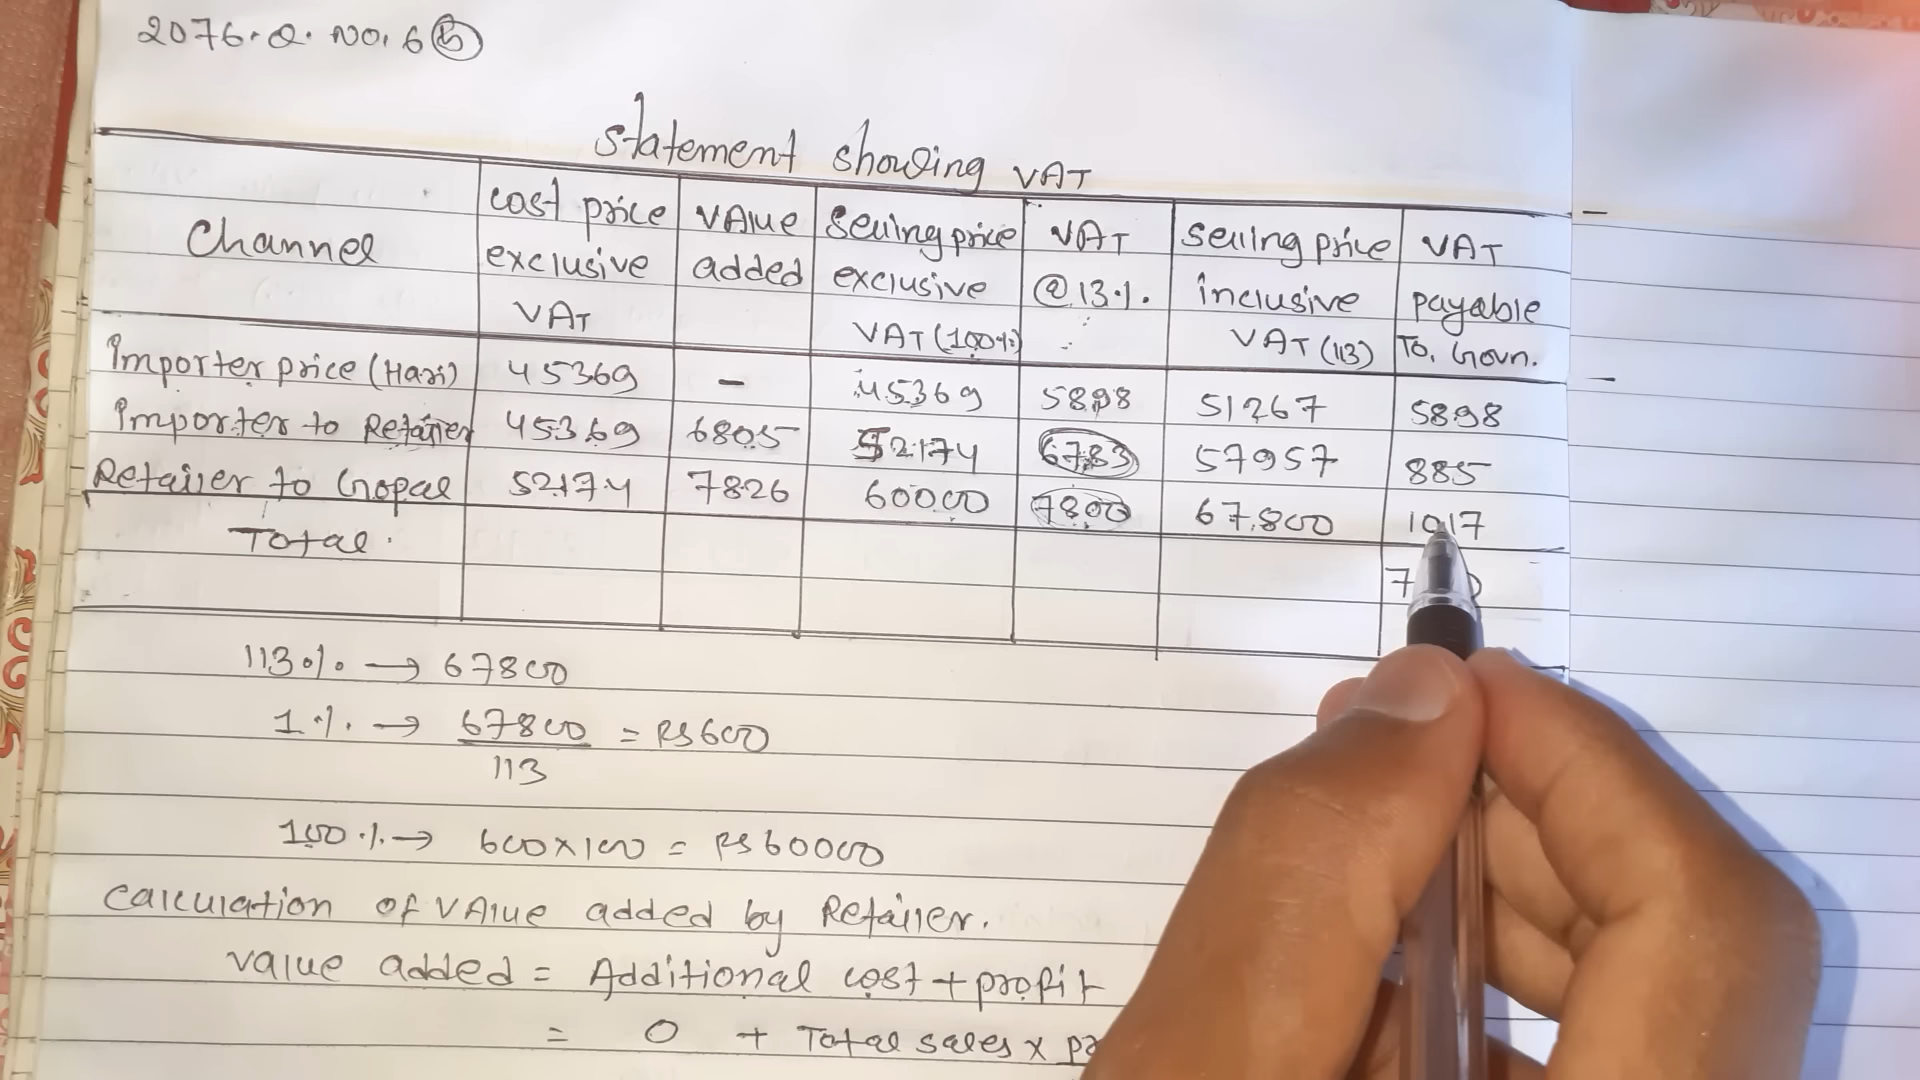 2076.Q.NO.6 b
Statement showing VAT
Channel | cost price exclusive VAT | VAlue added | Selling price exclusive VAT (100%) | VAT @13%. | Selling price inclusive VAT (113) | VAT payable To. Govn.
Importer price (Hari) | 45369 | - | 45369 | 5898 | 51267 | 5898
Importer to Retailer | 45369 | 6805 | 52174 | 6783 | 57957 | 885
Retailer to Gopal | 52174 | 7826 | 60000 | 7800 | 67,800 | 1017
Total
113% → 67800
1% → 67800 = RS 600
113
100% → 600×100 = RS 60000
Calculation of VAlue added by Retailer.
Value added = Additional cost + profit
= 0 + Total sales ×